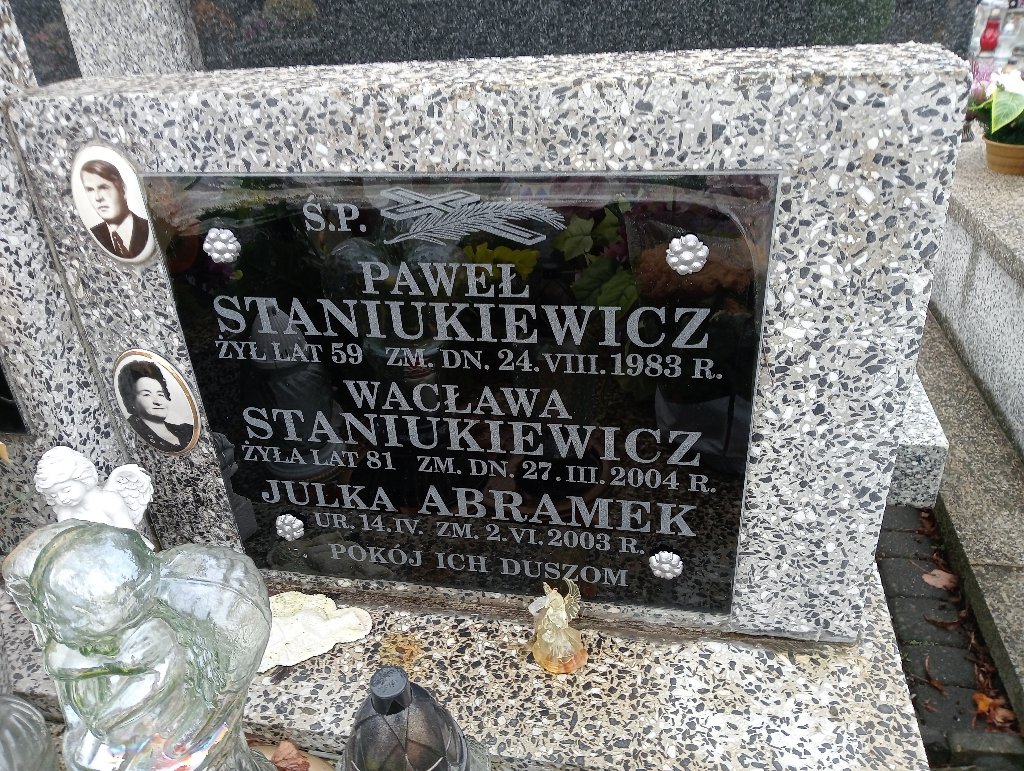 Ś.P.
PAWEŁ
STANIUKIEWICZ
ŻYŁ LAT 59 ZM. DN. 24.VIII.1983 R.
WACŁAWA
STANIUKIEWICZ
ŻYŁA LAT 81 ZM. DN. 27.III.2004 R.
JULKA ABRAMEK
UR. 14.IV. ZM. 2.VI.2003 R.
POKÓJ ICH DUSZOM